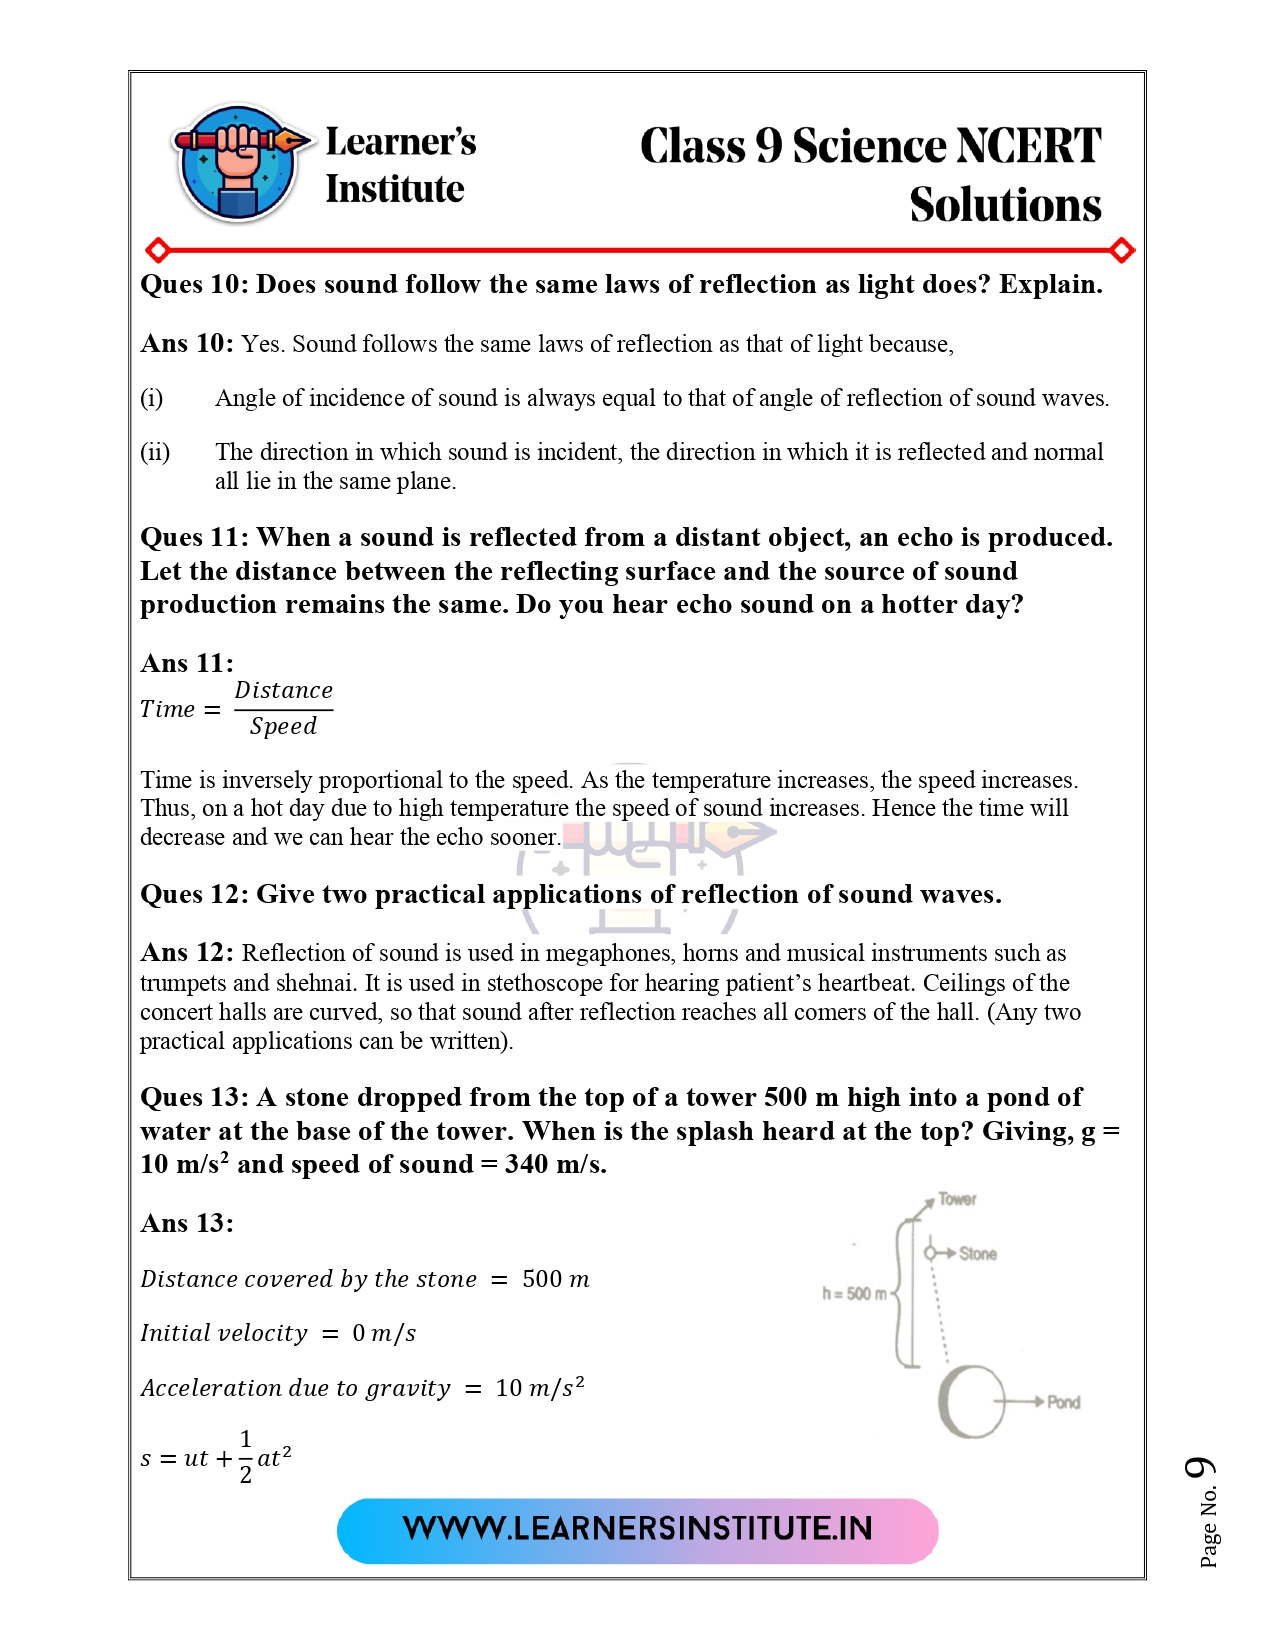 Learner's
Institute
Class 9 Science NCERT
Solutions
Ques 10: Does sound follow the same laws of reflection as light does? Explain.
Ans 10: Yes. Sound follows the same laws of reflection as that of light because,
(i) Angle of incidence of sound is always equal to that of angle of reflection of sound waves.
(ii) The direction in which sound is incident, the direction in which it is reflected and normal
all lie in the same plane.
Ques 11: When a sound is reflected from a distant object, an echo is produced.
Let the distance between the reflecting surface and the source of sound
production remains the same. Do you hear echo sound on a hotter day?
Ans 11:
Time = Distance/Speed
Time is inversely proportional to the speed. As the temperature increases, the speed increases.
Thus, on a hot day due to high temperature the speed of sound increases. Hence the time will
decrease and we can hear the echo sooner.
Ques 12: Give two practical applications of reflection of sound waves.
Ans 12: Reflection of sound is used in megaphones, horns and musical instruments such as
trumpets and shehnai. It is used in stethoscope for hearing patient's heartbeat. Ceilings of the
concert halls are curved, so that sound after reflection reaches all comers of the hall. (Any two
practical applications can be written).
Ques 13: A stone dropped from the top of a tower 500 m high into a pond of
water at the base of the tower. When is the splash heard at the top? Giving, g =
10 m/s² and speed of sound = 340 m/s.
Ans 13:
Distance covered by the stone = 500 m
Initial velocity = 0 m/s
Acceleration due to gravity = 10 m/s²
s = ut + 1/2 at²
Tower
Stone
h = 500 m
Pond
WWW.LEARNERSINSTITUTE.IN
Page No. 9